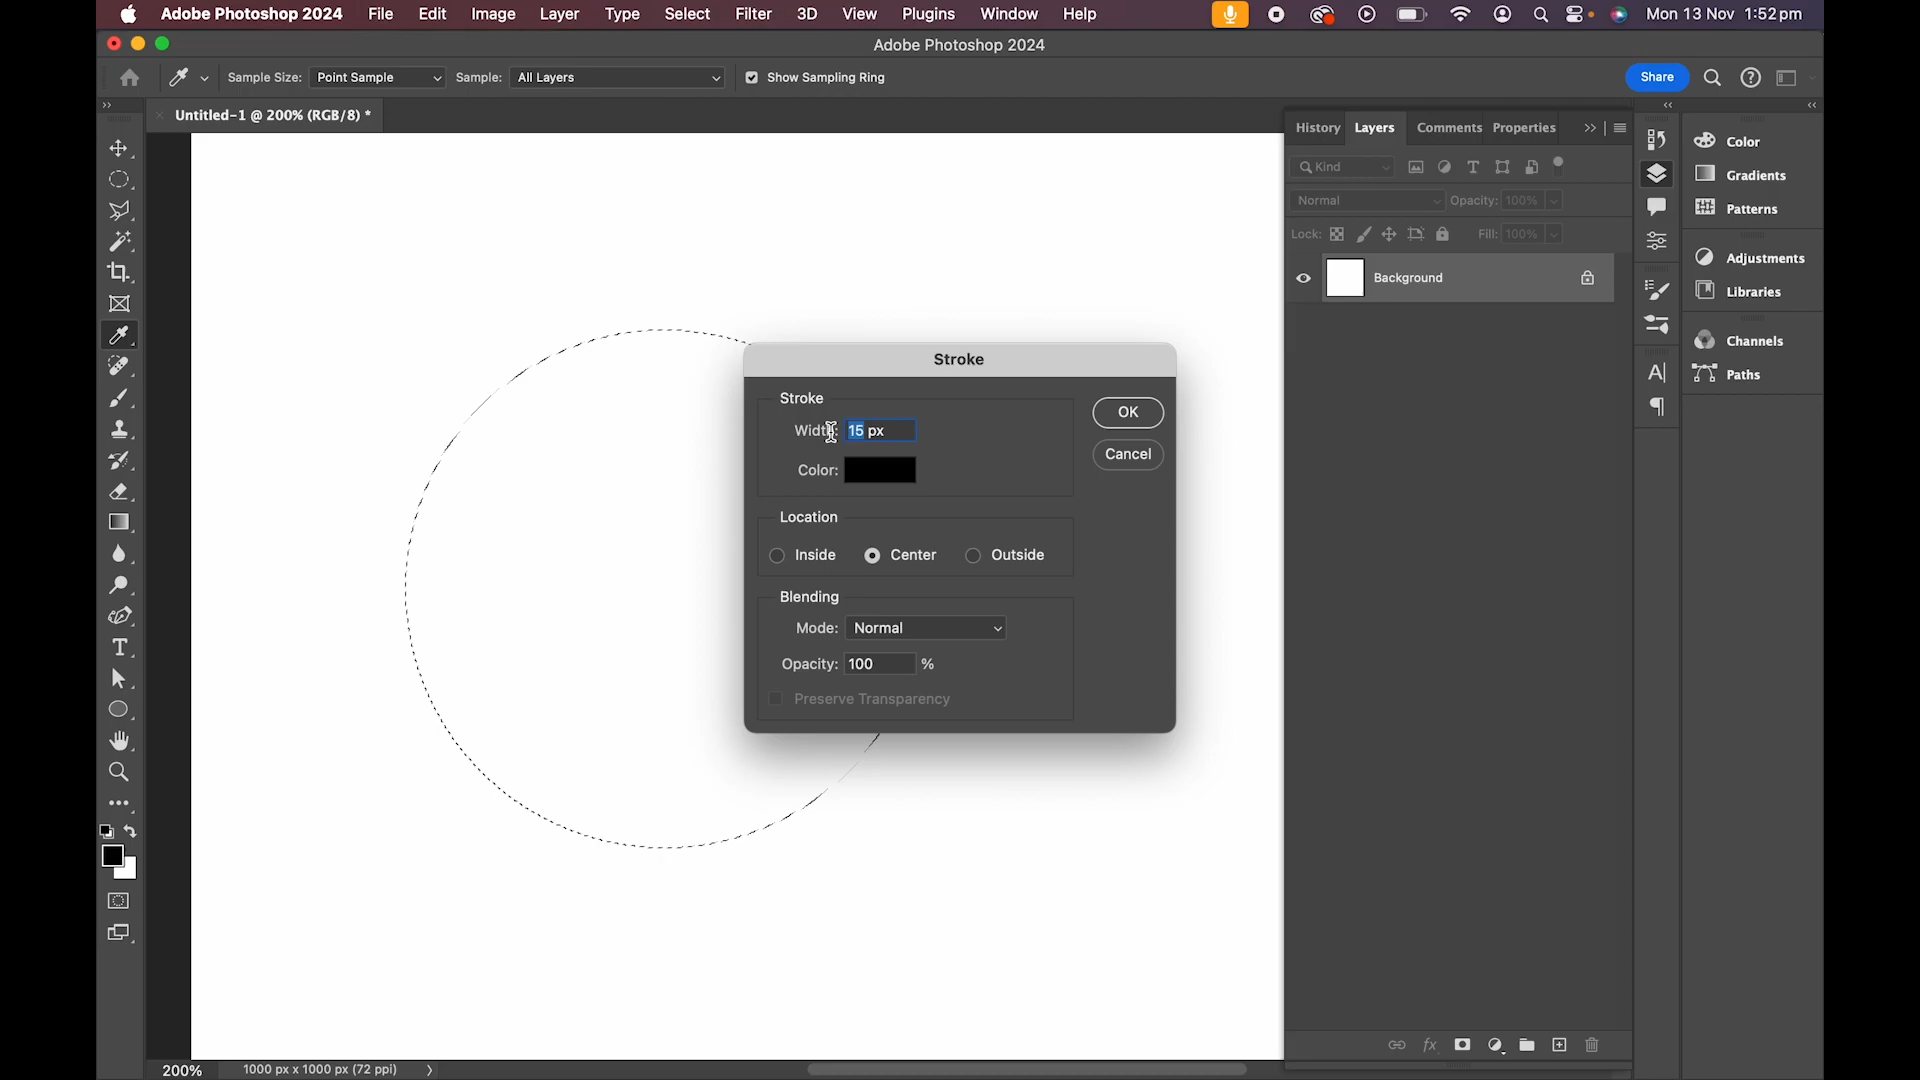 Adobe Photoshop 2024 File Edit Image Layer Type Select Filter 3D View Plugins Window Help Mon 13 Nov 1:52 pm
Adobe Photoshop 2024
Sample Size: Point Sample Sample: All Layers Show Sampling Ring Share
Untitled-1 @ 200% (RGB/8) *
History Layers Comments Properties
Kind
Normal Opacity: 100%
Lock: Fill: 100%
Background
Color
Gradients
Patterns
Adjustments
Libraries
Channels
Paths
Stroke
Stroke
Width: 15 px
Color:
OK
Cancel
Location
Inside Center Outside
Blending
Mode: Normal
Opacity: 100 %
Preserve Transparency
200% 1000 px x 1000 px (72 ppi)